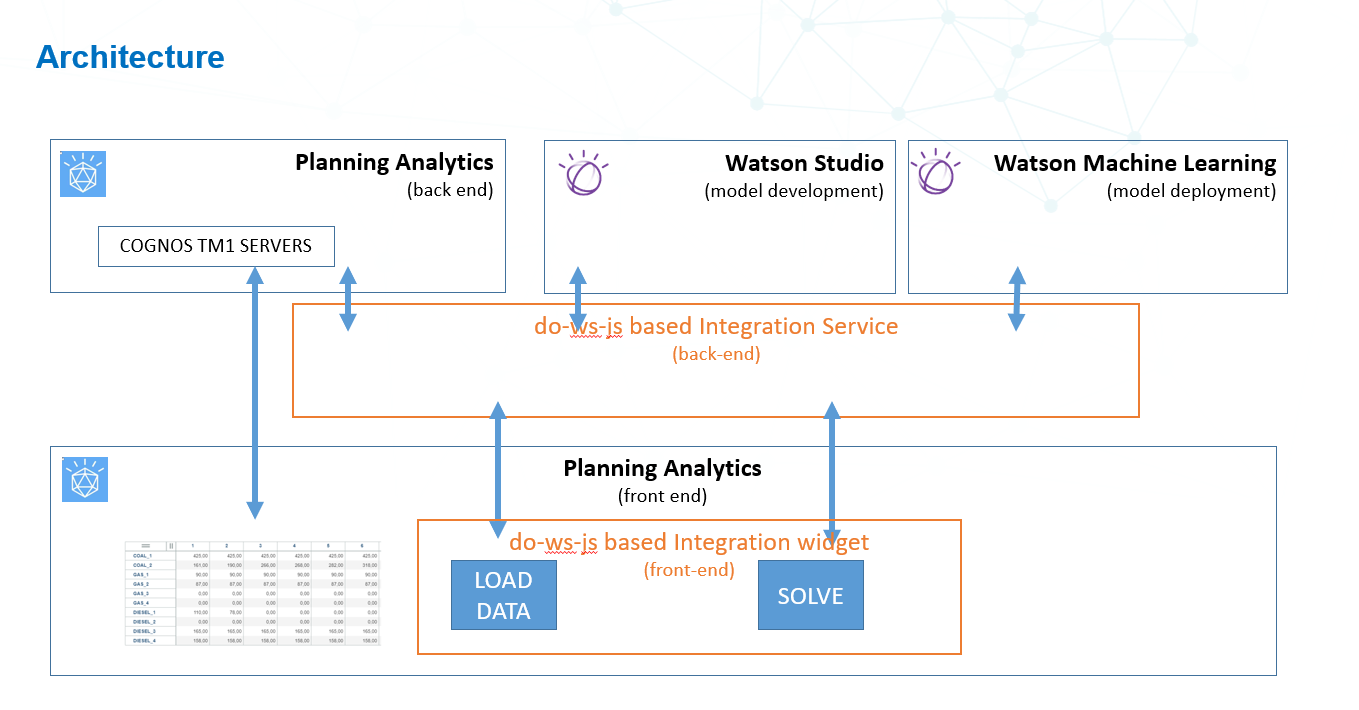 Architecture
Planning Analytics
(back end)
COGNOS TM1 SERVERS
Watson Studio
(model development)
Watson Machine Learning
(model deployment)
do-ws-js based Integration Service
(back-end)
Planning Analytics
(front end)
1 2 3 4 5 6
COAL_1 425,00 425,00 425,00 425,00 425,00 425,00
COAL_2 161,00 190,00 266,00 268,00 282,00 318,00
GAS_1 90,00 90,00 90,00 90,00 90,00 90,00
GAS_2 87,00 87,00 87,00 87,00 87,00 87,00
GAS_3 0,00 0,00 0,00 0,00 0,00 0,00
GAS_4 0,00 0,00 0,00 0,00 0,00 0,00
DIESEL_1 110,00 78,00 0,00 0,00 0,00 0,00
DIESEL_2 0,00 0,00 0,00 0,00 0,00 0,00
DIESEL_3 165,00 165,00 165,00 165,00 165,00 165,00
DIESEL_4 158,00 158,00 158,00 158,00 158,00 158,00
do-ws-js based Integration widget
(front-end)
LOAD
DATA
SOLVE